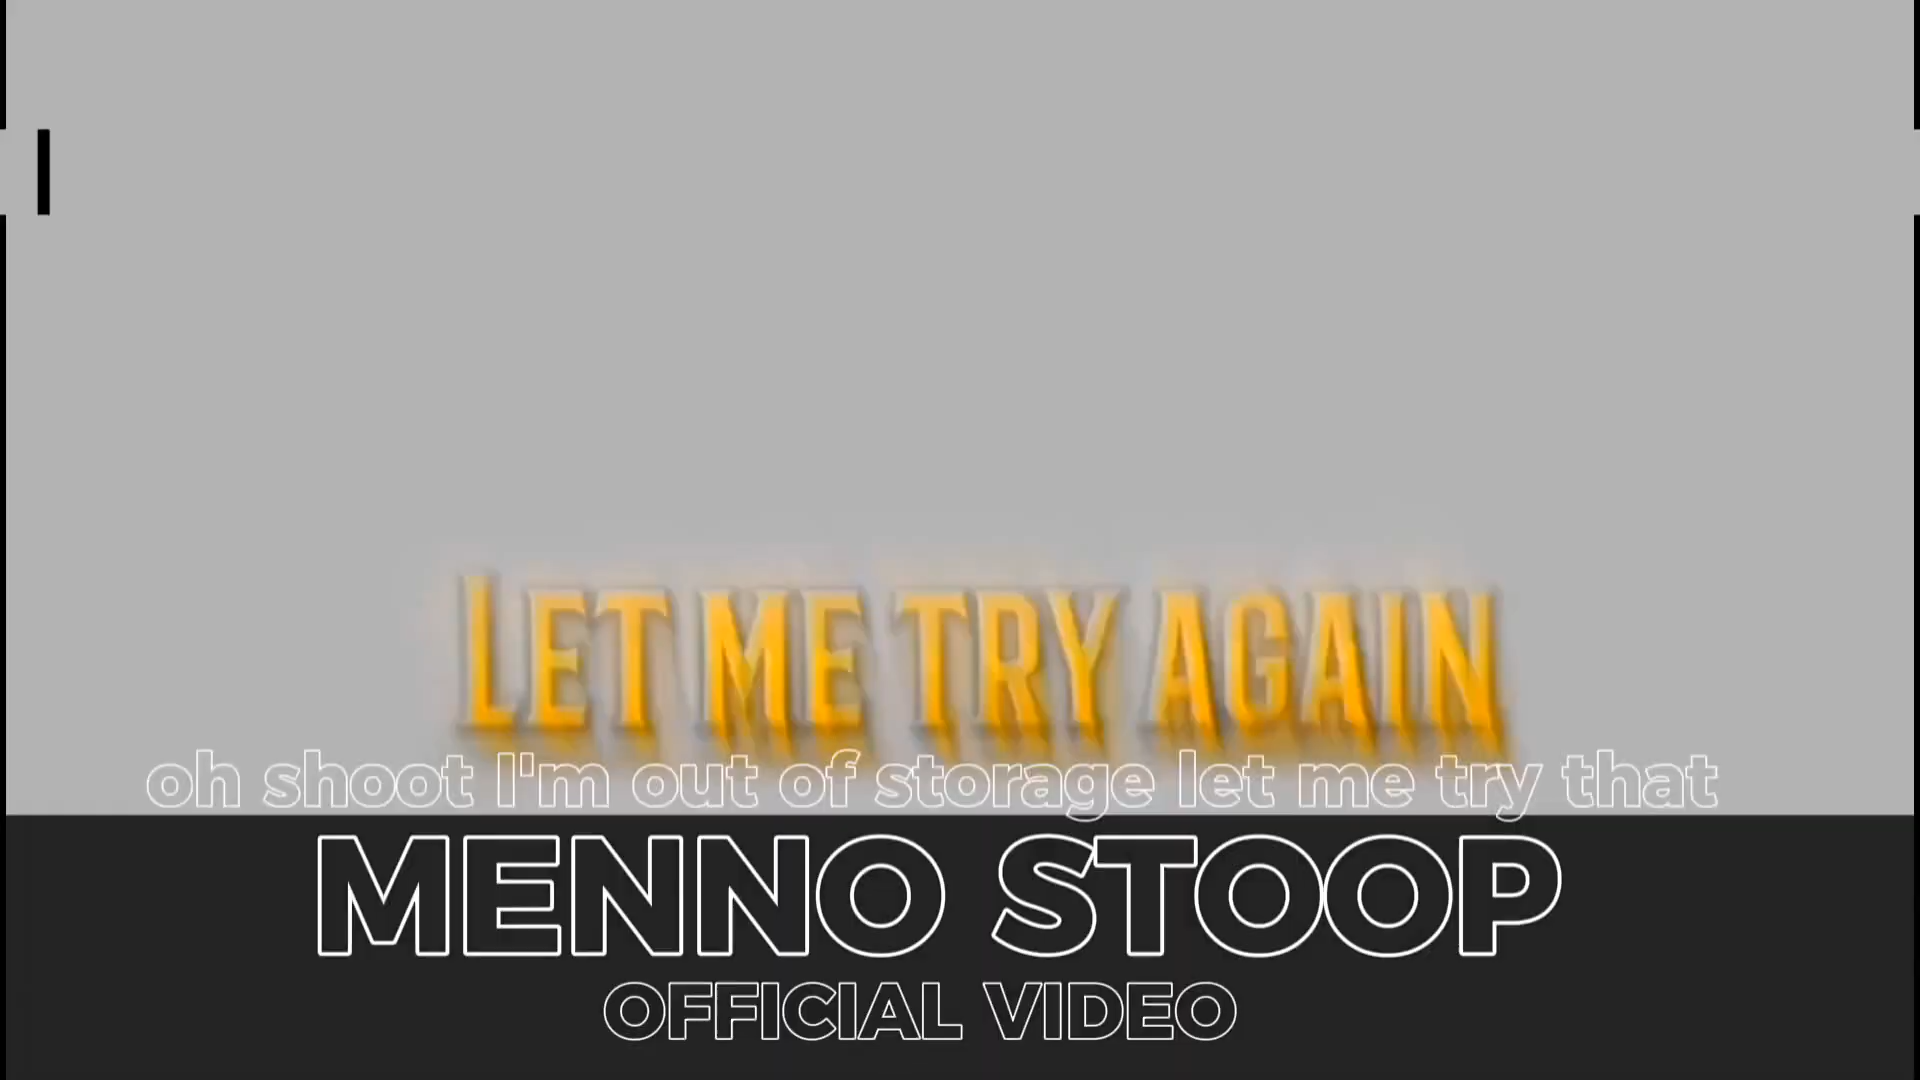 LET ME TRY AGAIN
oh shoot I'm out of storage let me try that
MENNO STOOP
OFFICIAL VIDEO